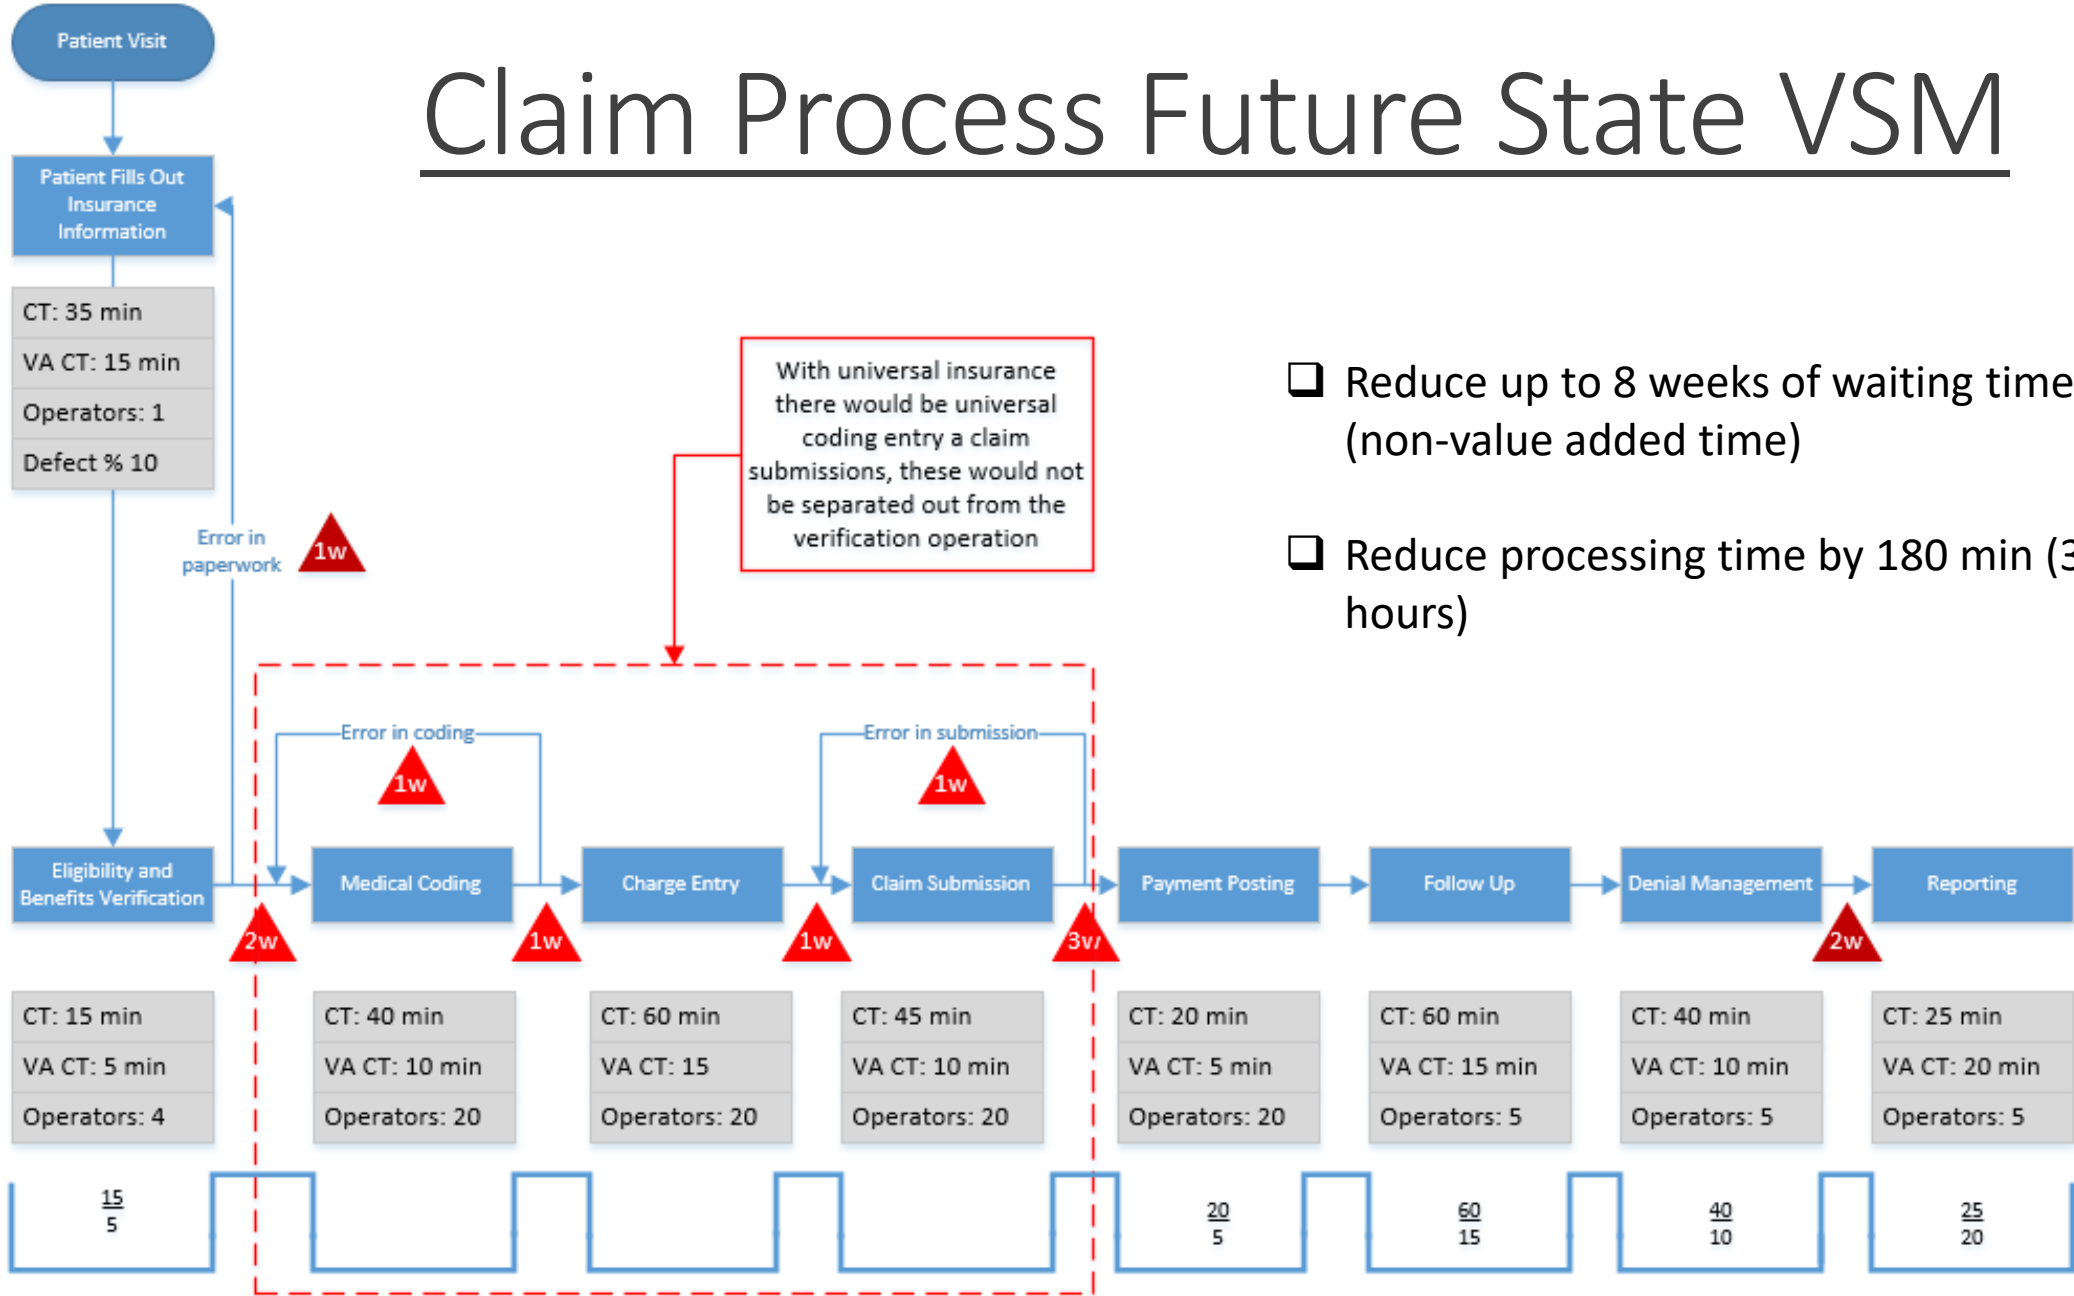 Patient Visit
Claim Process Future State VSM
Patient Fills Out
Insurance
Information
CT: 35 min
VA CT: 15 min
Operators: 1
Defect % 10
Error in
paperwork
1w
With universal insurance
there would be universal
coding entry a claim
submissions, these would not
be separated out from the
verification operation
Reduce up to 8 weeks of waiting time
(non-value added time)
Reduce processing time by 180 min (3
hours)
Error in coding
1w
Error in submission
1w
Eligibility and
Benefits Verification
Medical Coding
Charge Entry
Claim Submission
Payment Posting
Follow Up
Denial Management
Reporting
2w
1w
1w
3w
2w
CT: 15 min
VA CT: 5 min
Operators: 4
CT: 40 min
VA CT: 10 min
Operators: 20
CT: 60 min
VA CT: 15
Operators: 20
CT: 45 min
VA CT: 10 min
Operators: 20
CT: 20 min
VA CT: 5 min
Operators: 20
CT: 60 min
VA CT: 15 min
Operators: 5
CT: 40 min
VA CT: 10 min
Operators: 5
CT: 25 min
VA CT: 20 min
Operators: 5
15
5
20
5
60
15
40
10
25
20